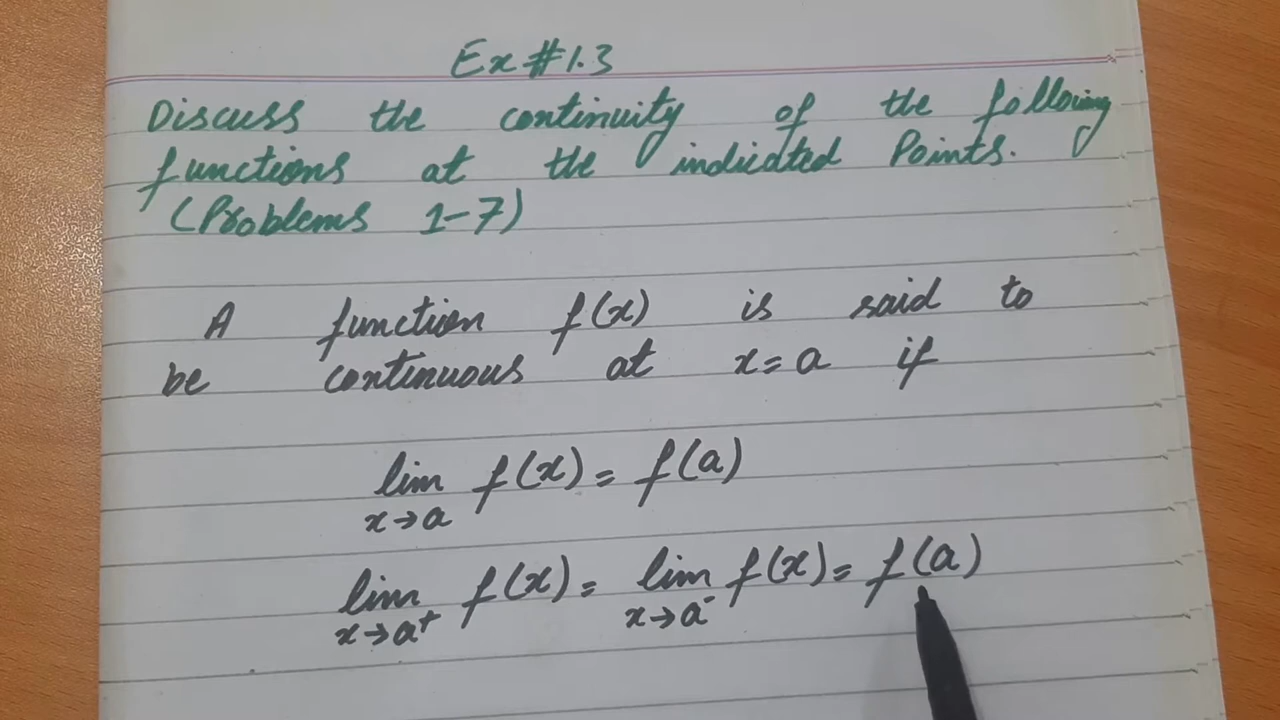 Ex#1.3
Discuss the continuity of the following
functions at the indicated Points.
(Problems 1-7)
A function f(x) is said to
be continuous at x=a if
lim f(x) = f(a)
x→a
lim f(x) = lim f(x) = f(a)
x→a⁺ x→a⁻